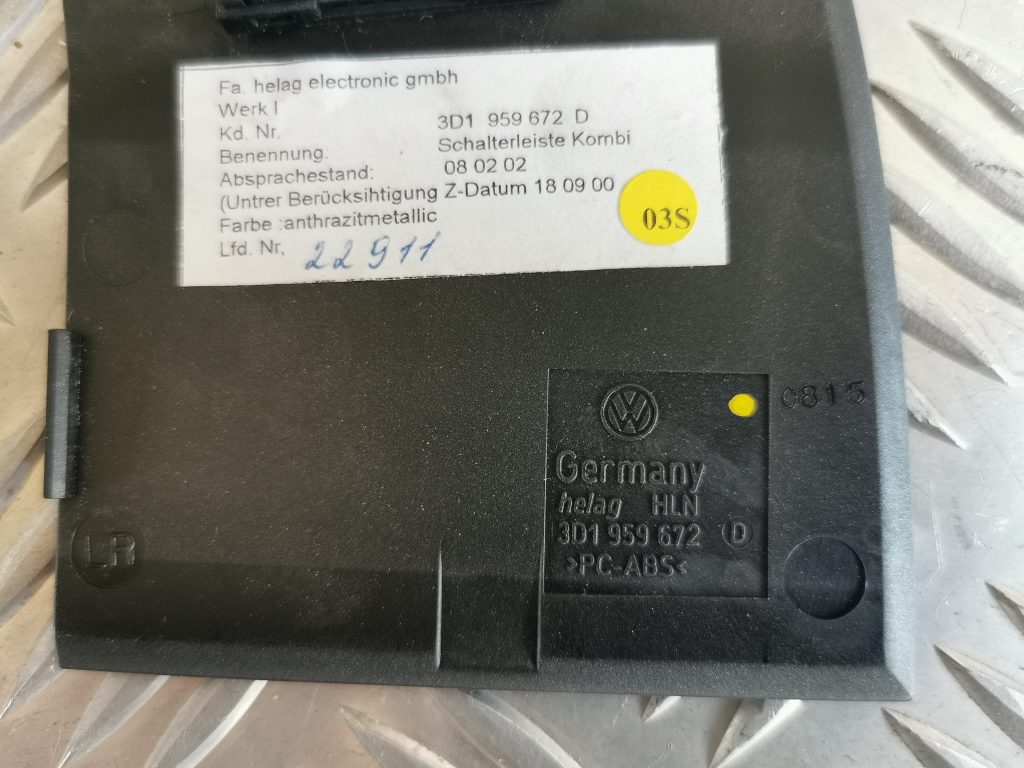 Fa. helag electronic gmbh
Werk I
Kd. Nr. 3D1 959 672 D
Benennung: Schalterleiste Kombi
Absprachestand: 08 02 02
(Untrer Berücksihtigung Z-Datum 18 09 00
Farbe :anthrazitmetallic
03S
Lfd. Nr, 22911
0815
VW
Germany
helag HLN
3D1 959 672 D
>PC-ABS<
LR